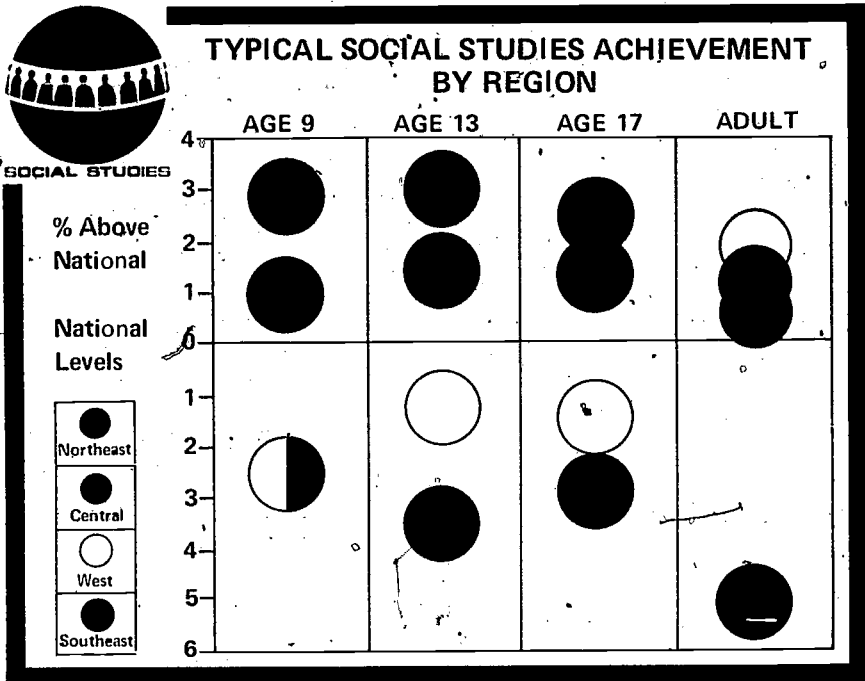 TYPICAL SOCIAL STUDIES ACHIEVEMENT
BY REGION
SOCIAL STUDIES
AGE 9
AGE 13
AGE 17
ADULT
4
3
2
1
0
1
2
3
4
5
6
% Above
National
National
Levels
Northeast
Central
West
Southeast